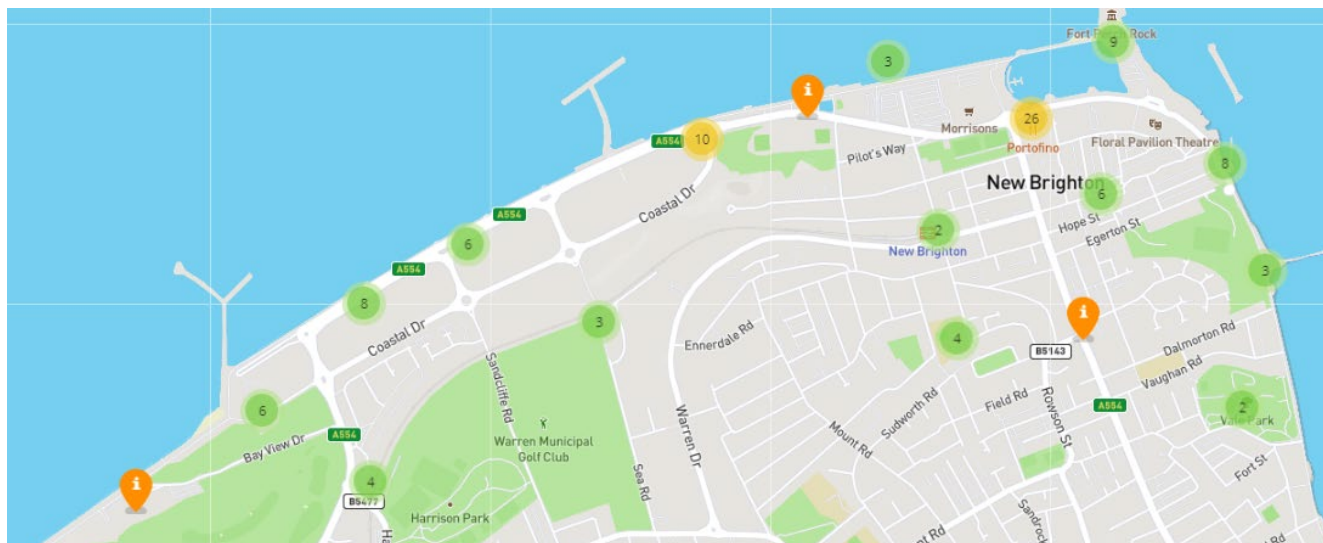 Fort Perch Rock
9
3
i
Morrisons
26
Portofino
Floral Pavilion Theatre
A554
10
Pilot's Way
8
New Brighton
6
Hope St
Egerton St
Coastal Dr
A554
6
2
New Brighton
3
A554
8
Coastal Dr
3
Ennerdale Rd
4
i
B5143
Dalmorton Rd
Vaughan Rd
Sandcliffe Rd
6
Bay View Dr
A554
Warren Municipal
Golf Club
Warren Dr
Mount Rd
Sudworth Rd
Field Rd
Rowson St
A554
2
Vale Park
i
4
B5477
Harrison Park
Sea Rd
Fort St
Sandrock